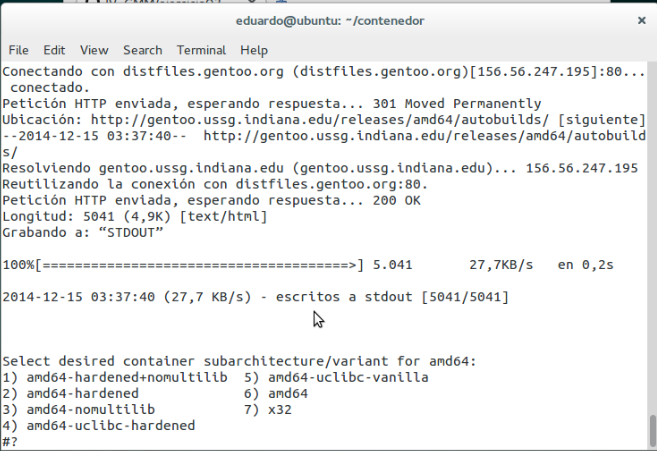 eduardo@ubuntu: ~/contenedor
File Edit View Search Terminal Help
Conectando con distfiles.gentoo.org (distfiles.gentoo.org)[156.56.247.195]:80...
 conectado.
Petición HTTP enviada, esperando respuesta... 301 Moved Permanently
Ubicación: http://gentoo.ussg.indiana.edu/releases/amd64/autobuilds/ [siguiente]
--2014-12-15 03:37:40--  http://gentoo.ussg.indiana.edu/releases/amd64/autobuild
s/
Resolviendo gentoo.ussg.indiana.edu (gentoo.ussg.indiana.edu)... 156.56.247.195
Reutilizando la conexión con distfiles.gentoo.org:80.
Petición HTTP enviada, esperando respuesta... 200 OK
Longitud: 5041 (4,9K) [text/html]
Grabando a: “STDOUT”
100%[======================================>] 5.041       27,7KB/s   en 0,2s
2014-12-15 03:37:40 (27,7 KB/s) - escritos a stdout [5041/5041]
Select desired container subarchitecture/variant for amd64:
1) amd64-hardened+nomultilib  5) amd64-uclibc-vanilla
2) amd64-hardened             6) amd64
3) amd64-nomultilib           7) x32
4) amd64-uclibc-hardened
#?